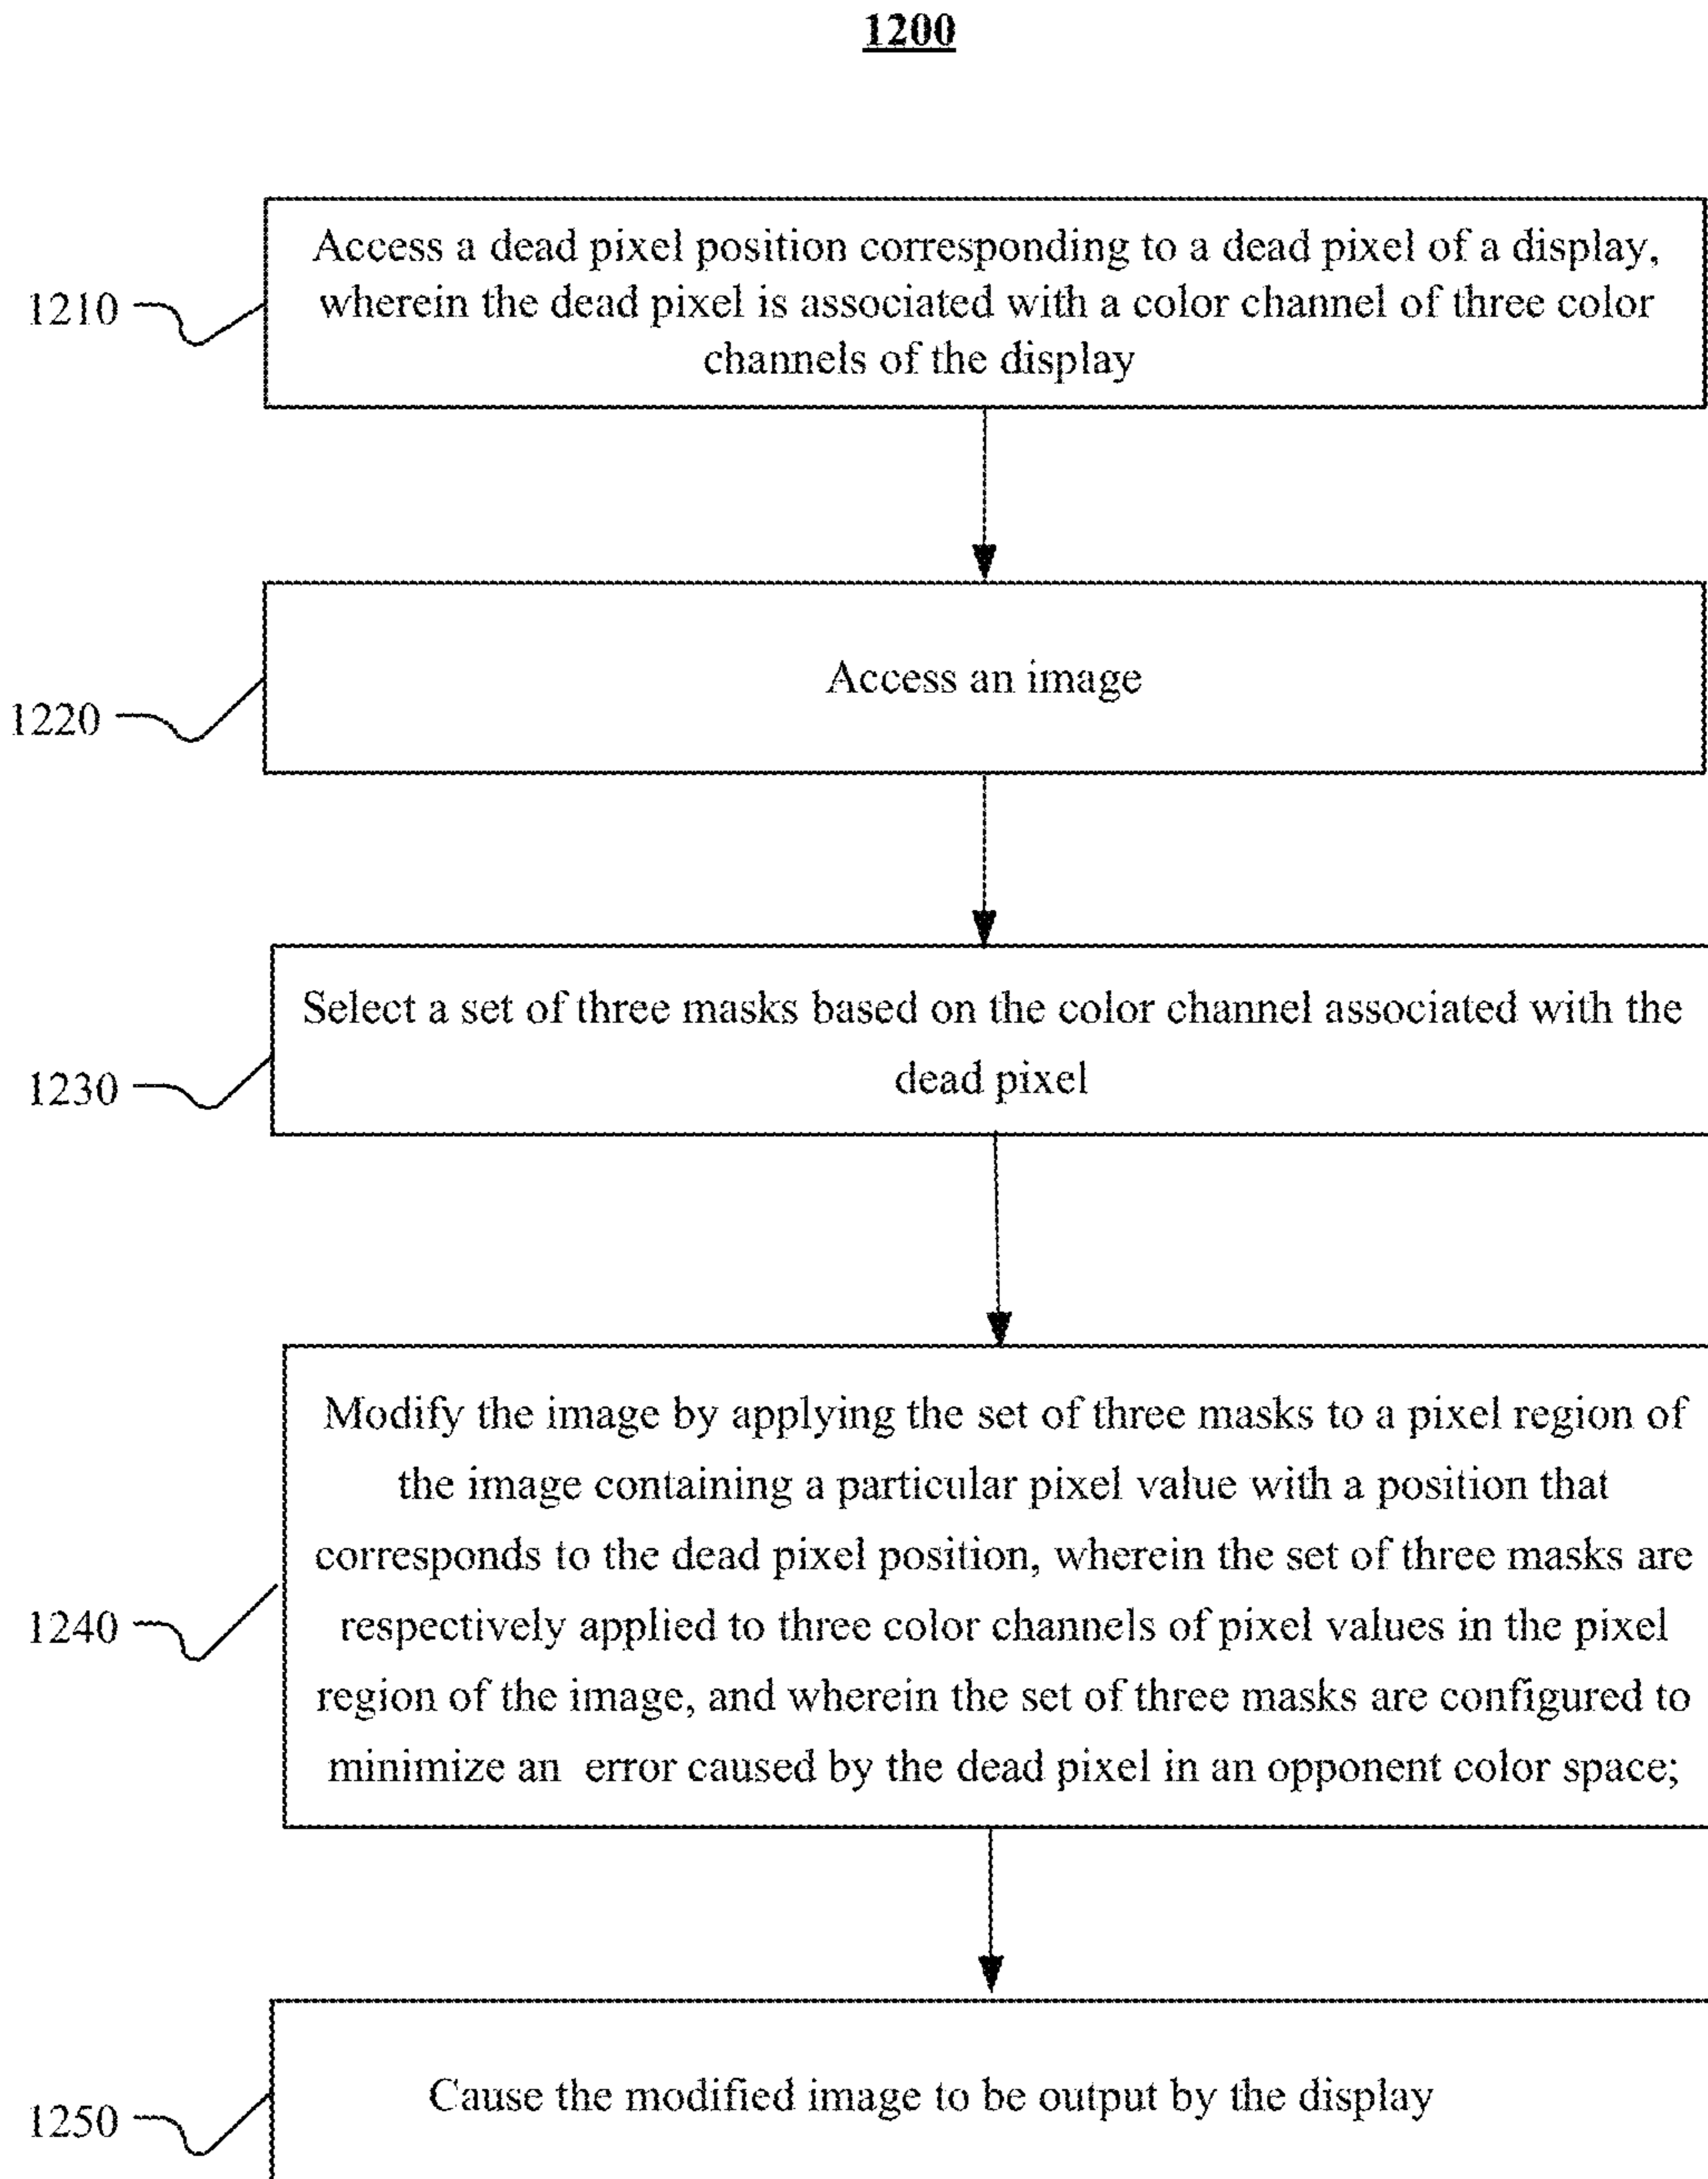 1200
Access a dead pixel position corresponding to a dead pixel of a display,
wherein the dead pixel is associated with a color channel of three color
channels of the display
1210
Access an image
1220
Select a set of three masks based on the color channel associated with the
dead pixel
1230
Modify the image by applying the set of three masks to a pixel region of
the image containing a particular pixel value with a position that
corresponds to the dead pixel position, wherein the set of three masks are
respectively applied to three color channels of pixel values in the pixel
region of the image, and wherein the set of three masks are configured to
minimize an error caused by the dead pixel in an opponent color space;
1240
Cause the modified image to be output by the display
1250